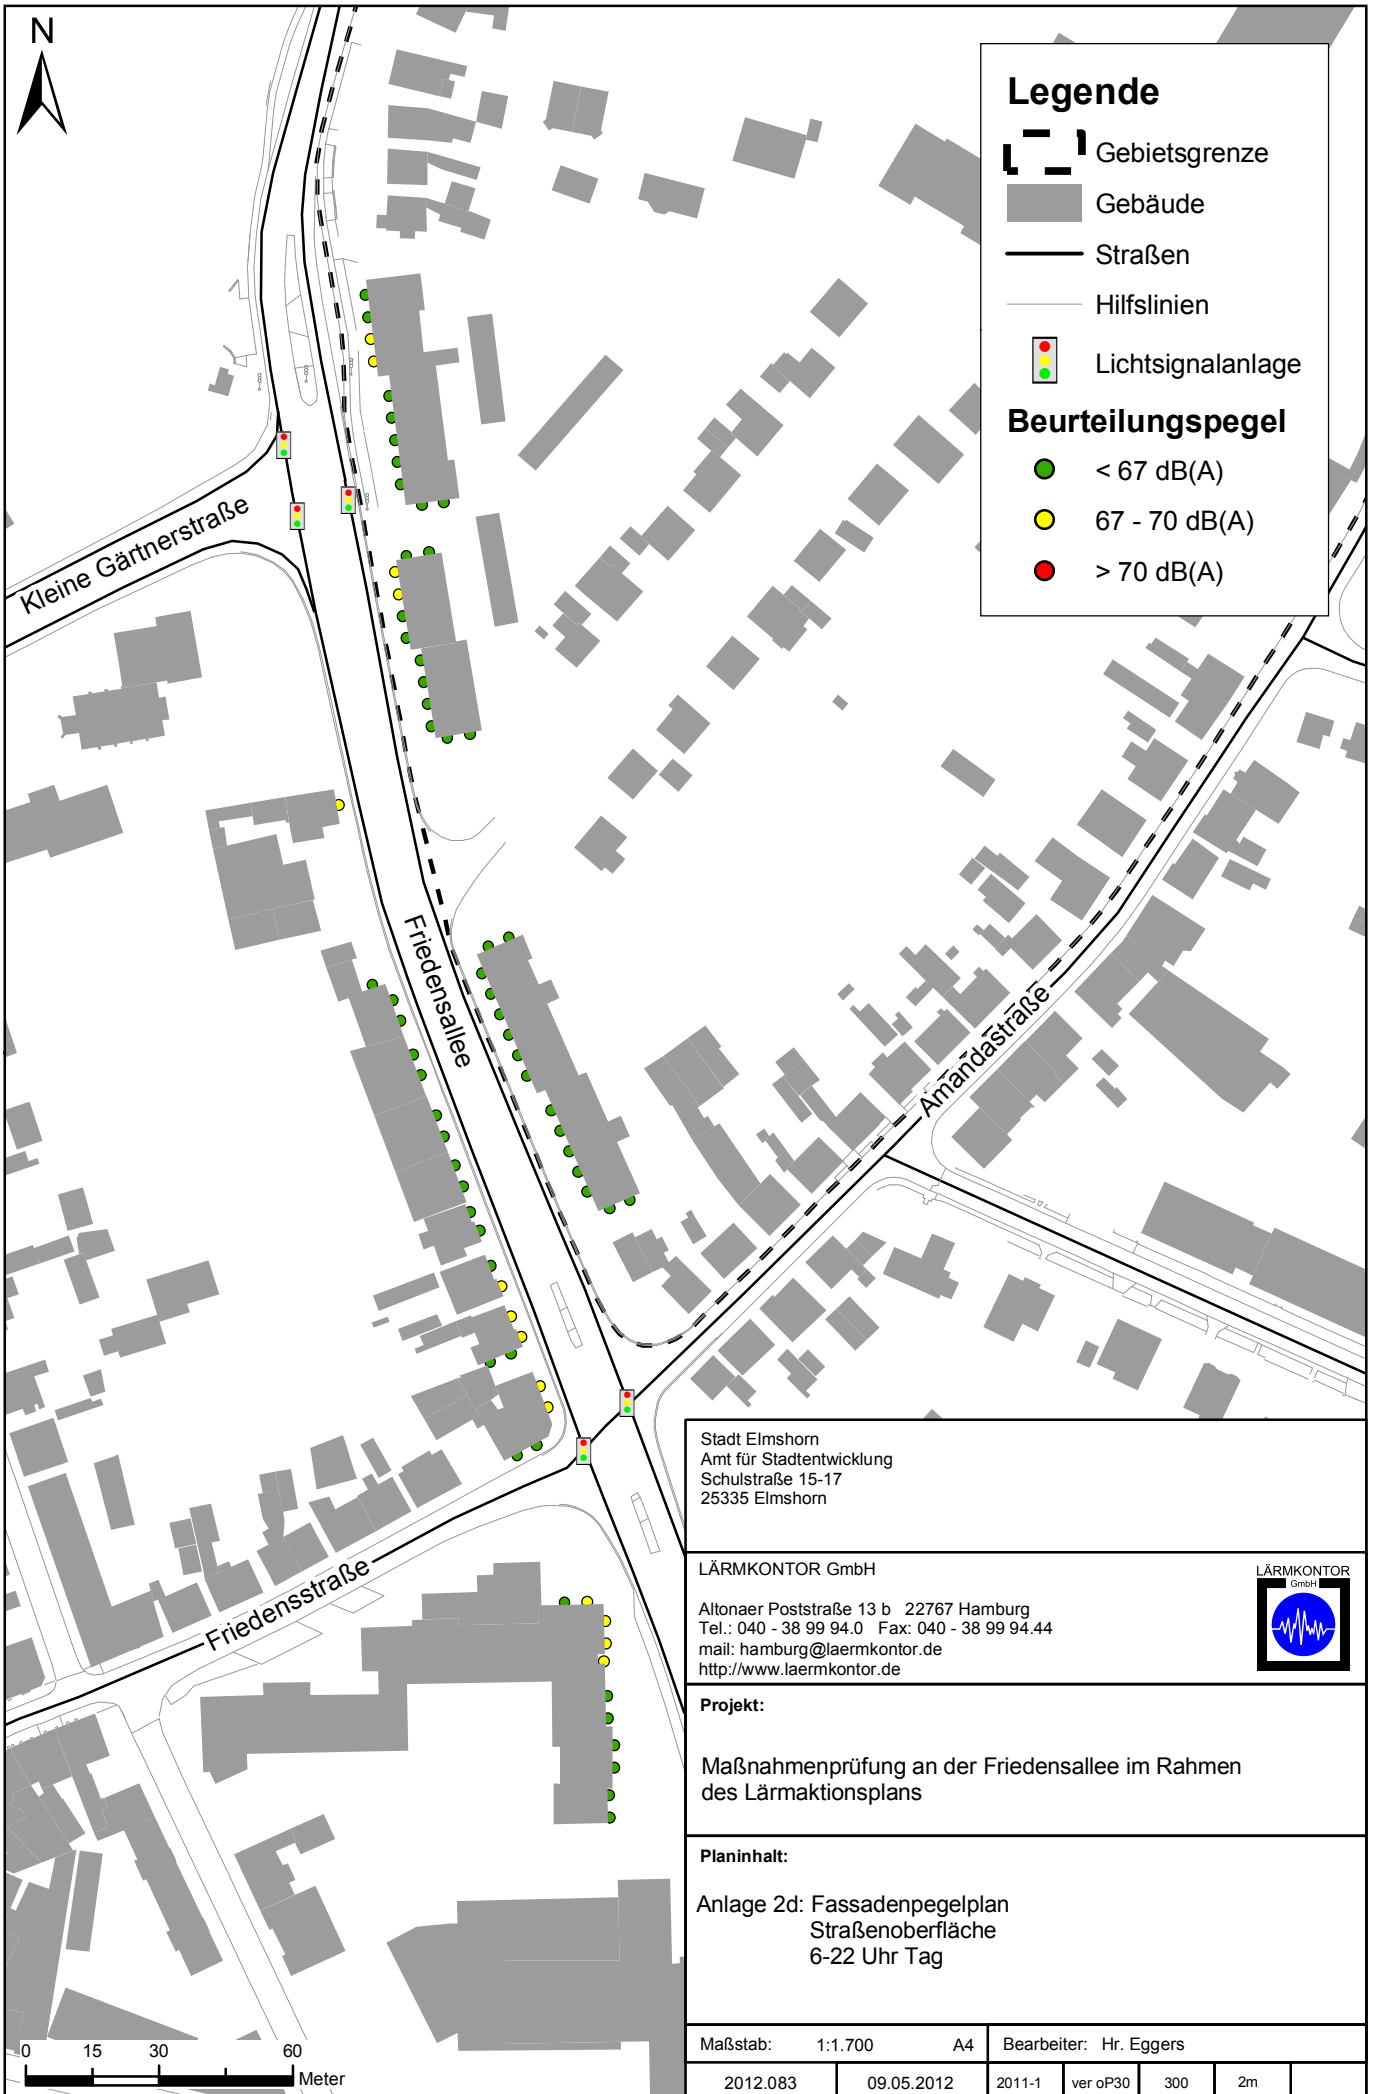 N
Legende
Gebietsgrenze
Gebäude
Straßen
Hilfslinien
Lichtsignalanlage
Beurteilungspegel
< 67 dB(A)
67 - 70 dB(A)
> 70 dB(A)
Kleine Gärtnerstraße
Friedensallee
Amandastraße
Friedensstraße
Stadt Elmshorn
Amt für Stadtentwicklung
Schulstraße 15-17
25335 Elmshorn
LÄRMKONTOR GmbH
Altonaer Poststraße 13 b 22767 Hamburg
Tel.: 040 - 38 99 94.0 Fax: 040 - 38 99 94.44
mail: hamburg@laermkontor.de
http://www.laermkontor.de
LÄRMKONTOR
GmbH
Projekt:
Maßnahmenprüfung an der Friedensallee im Rahmen
des Lärmaktionsplans
Planinhalt:
Anlage 2d: Fassadenpegelplan
Straßenoberfläche
6-22 Uhr Tag
Maßstab: 1:1.700 A4 Bearbeiter: Hr. Eggers
2012.083 09.05.2012 2011-1 ver oP30 300 2m
0 15 30 60
Meter